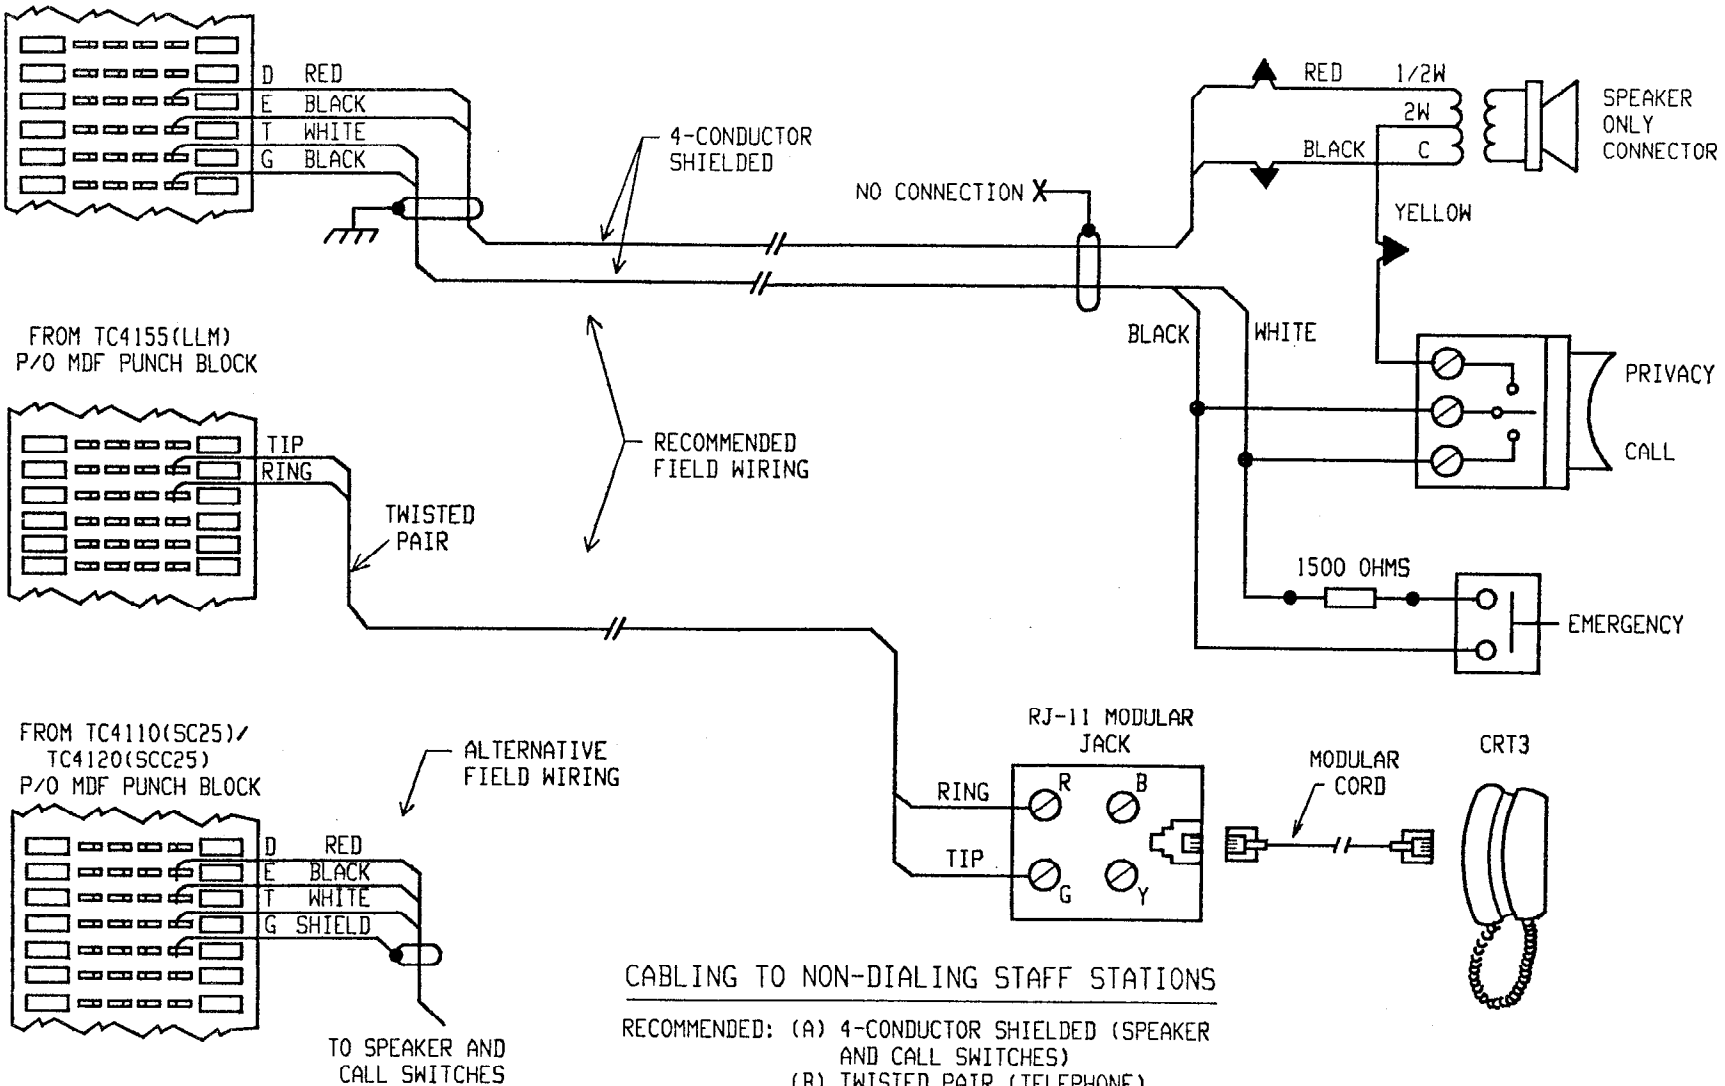 D RED
E BLACK
T WHITE
G BLACK
4-CONDUCTOR
SHIELDED
NO CONNECTION X
RED 1/2W
2W
BLACK C
SPEAKER
ONLY
CONNECTOR
YELLOW
BLACK
WHITE
PRIVACY
CALL
1500 OHMS
EMERGENCY
FROM TC4155(LLM)
P/O MDF PUNCH BLOCK
TIP
RING
TWISTED
PAIR
RECOMMENDED
FIELD WIRING
FROM TC4110(SC25)/
TC4120(SCC25)
P/O MDF PUNCH BLOCK
ALTERNATIVE
FIELD WIRING
D RED
E BLACK
T WHITE
G SHIELD
TO SPEAKER AND
CALL SWITCHES
RJ-11 MODULAR
JACK
RING
TIP
R
B
G
Y
MODULAR
CORD
CRT3
CABLING TO NON-DIALING STAFF STATIONS
RECOMMENDED: (A) 4-CONDUCTOR SHIELDED (SPEAKER
AND CALL SWITCHES)
(B) TWISTED PAIR (TELEPHONE)